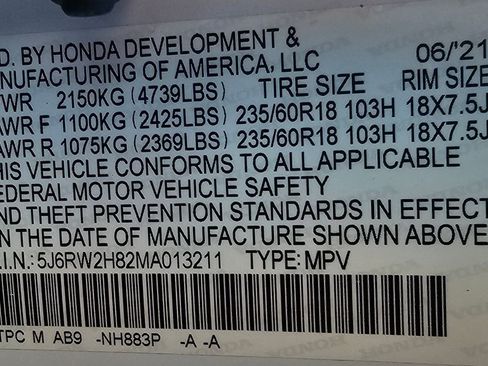 D. BY HONDA DEVELOPMENT &
NUFACTURING OF AMERICA, LLC 06/'21
VWR 2150KG (4739LBS) TIRE SIZE RIM SIZE
AWR F 1100KG (2425LBS) 235/60R18 103H 18X7.5J
AWR R 1075KG (2369LBS) 235/60R18 103H 18X7.5J
HIS VEHICLE CONFORMS TO ALL APPLICABLE
EDERAL MOTOR VEHICLE SAFETY
ND THEFT PREVENTION STANDARDS IN EFFECT
N THE DATE OF MANUFACTURE SHOWN ABOVE
.I.N.:5J6RW2H82MA013211 TYPE: MPV
TPC M AB9 -NH883P -A -A